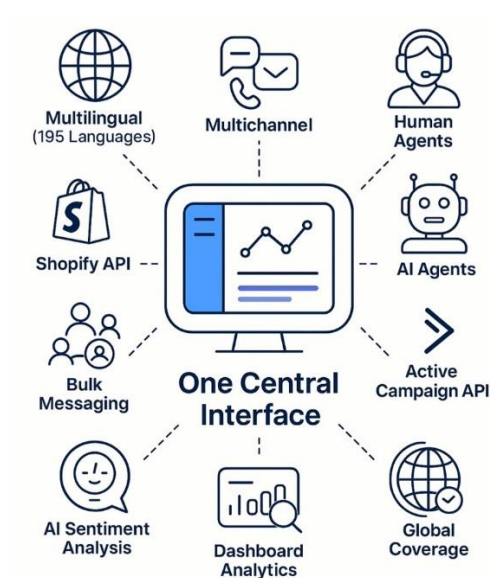 Multilingual
(195 Languages)
Multichannel
Human
Agents
S
Shopify API
AI Agents
Bulk
Messaging
One Central
Interface
Active
Campaign API
AI Sentiment
Analysis
Dashboard
Analytics
Global
Coverage